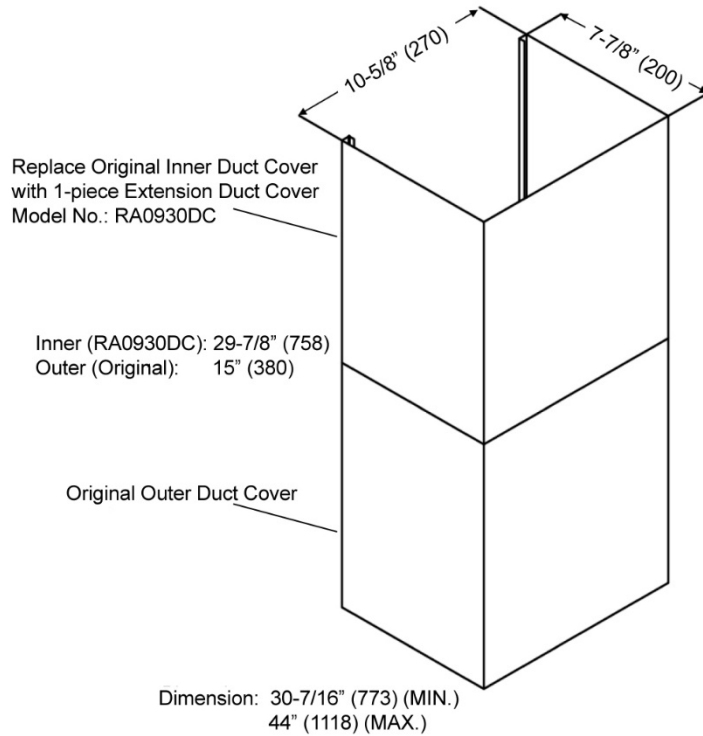 10-5/8” (270)
7-7/8” (200)
Replace Original Inner Duct Cover
with 1-piece Extension Duct Cover
Model No.: RA0930DC
Inner (RA0930DC): 29-7/8” (758)
Outer (Original): 15” (380)
Original Outer Duct Cover
Dimension: 30-7/16” (773) (MIN.)
44” (1118) (MAX.)